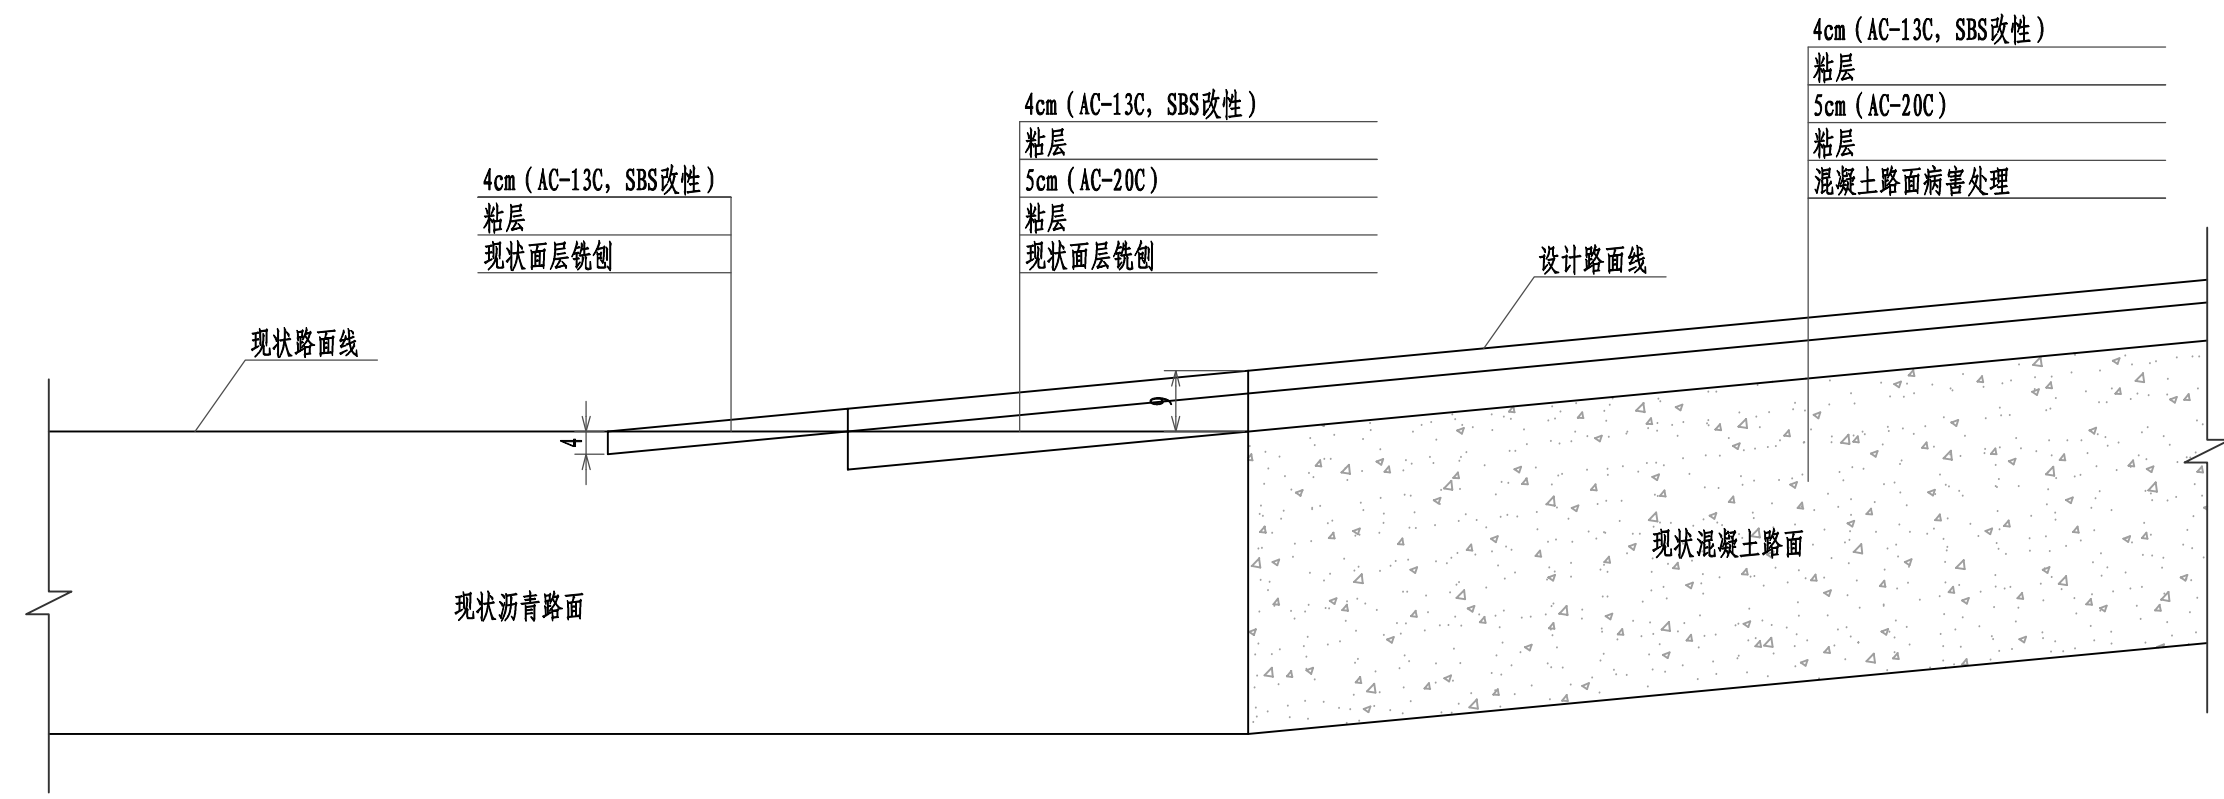 4cm（AC-13C，SBS改性）
粘层
5cm（AC-20C）
粘层
混凝土路面病害处理
4cm（AC-13C，SBS改性）
粘层
5cm（AC-20C）
粘层
现状面层铣刨
4cm（AC-13C，SBS改性）
粘层
现状面层铣刨
设计路面线
现状路面线
9
4
现状混凝土路面
现状沥青路面